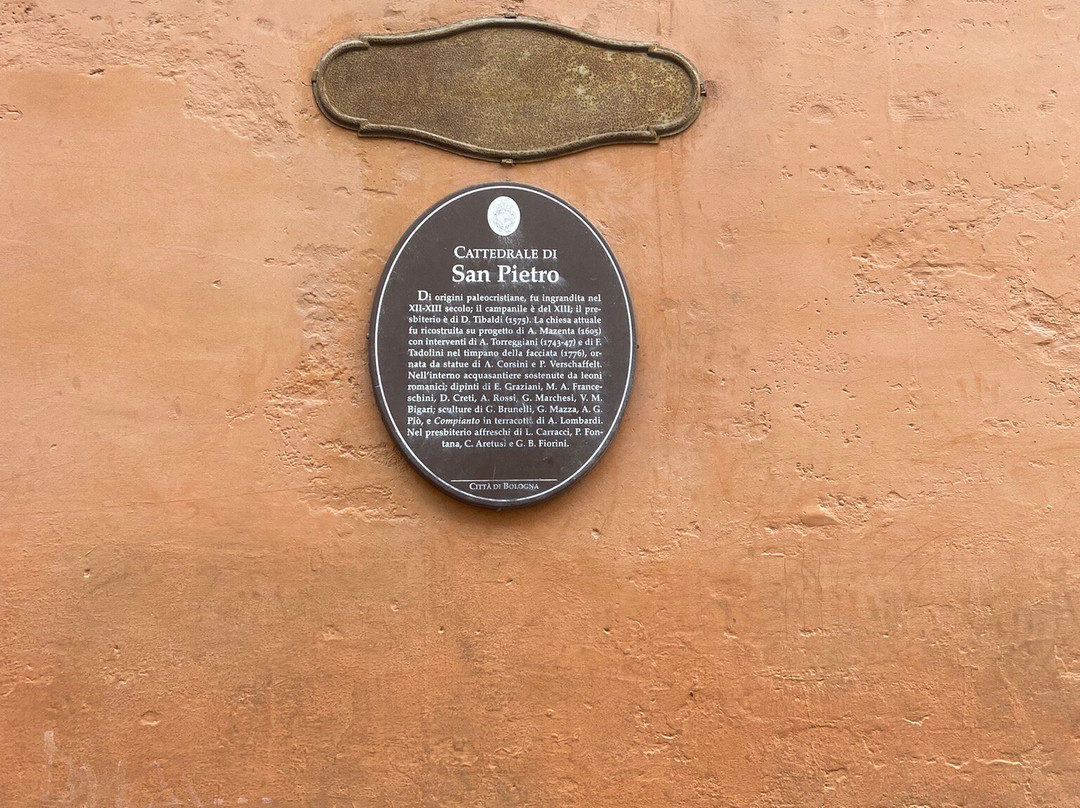 CATTEDRALE DI
San Pietro
Di origini paleocristiane, fu ingrandita nel
XII-XIII secolo; il campanile è del XIII; il pre-
sbiterio è di D. Tibaldi (1575). La chiesa attuale
fu ricostruita su progetto di A. Mazenta (1605)
con interventi di A. Torreggiani (1743-47) e di F.
Tadolini nel timpano della facciata (1776), or-
nata da statue di A. Corsini e P. Verschaffelt.
Nell'interno acquasantiere sostenute da leoni
romanici; dipinti di E. Graziani, M. A. France-
schini, D. Creti, A. Rossi, G. Marchesi, V. M.
Bigari; sculture di G. Brunelli, G. Mazza, A. G.
Piò, e Compianto in terracotta di A. Lombardi.
Nel presbiterio affreschi di L. Carracci, P. Fon-
tana, C. Aretusi e G. B. Fiorini.
CITTÀ DI BOLOGNA